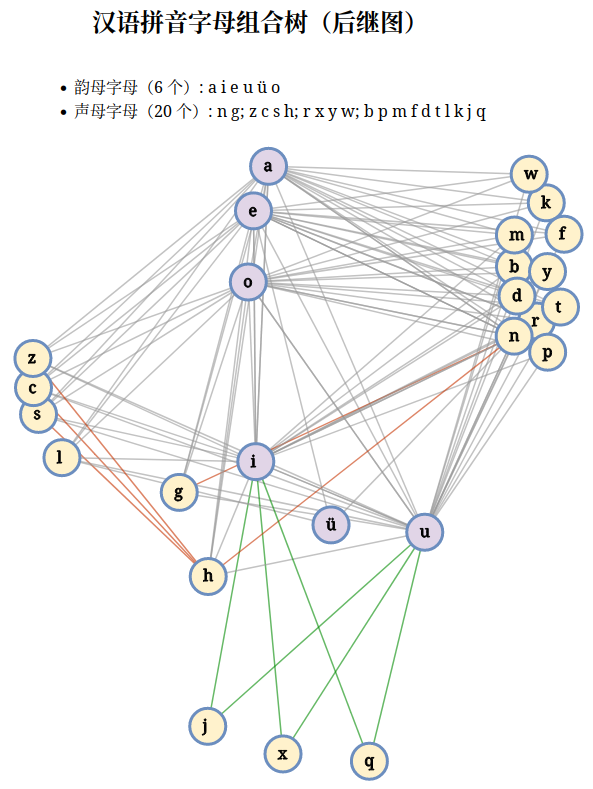 汉语拼音字母组合树（后继图）
• 韵母字母（6 个）: a i e u ü o
• 声母字母（20 个）: n g; z c s h; r x y w; b p m f d t l k j q
a
w
k
e
m
f
b
y
o
d
t
r
n
p
z
c
s
l
i
g
ü
u
h
j
x
q